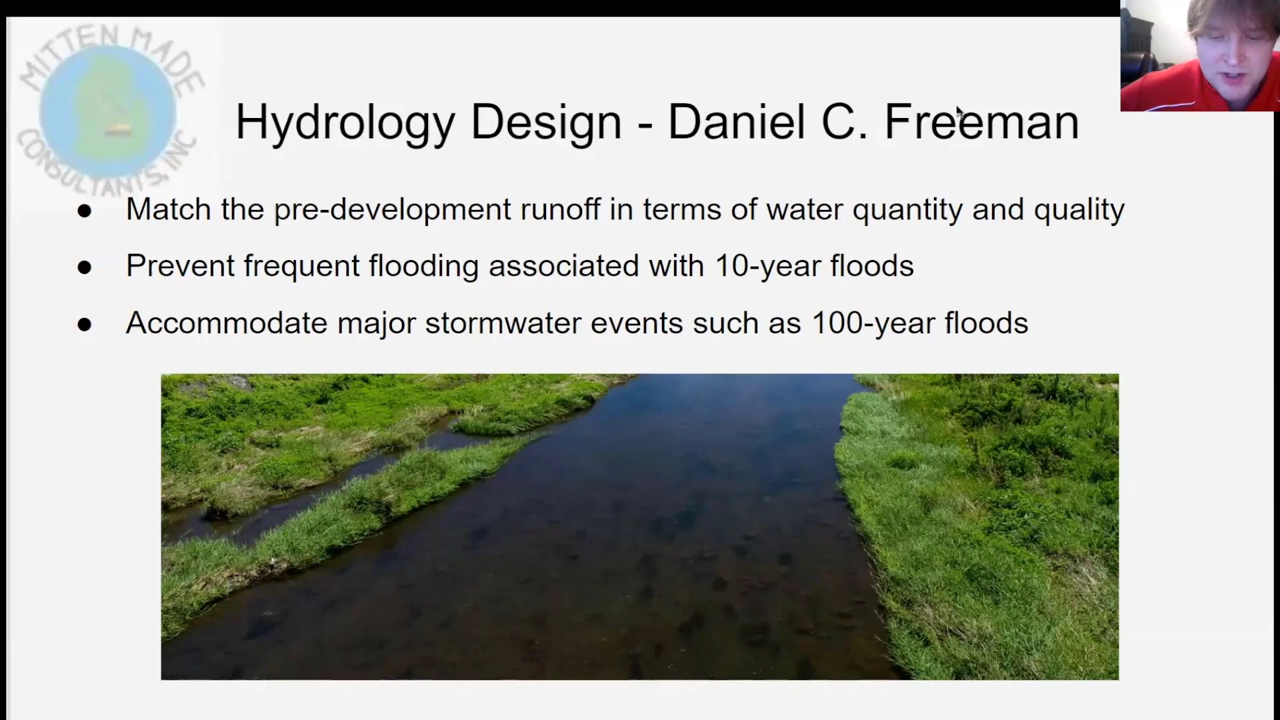 MITTEN MADE
CONSULTANTS, INC
Hydrology Design - Daniel C. Freeman
● Match the pre-development runoff in terms of water quantity and quality
● Prevent frequent flooding associated with 10-year floods
● Accommodate major stormwater events such as 100-year floods